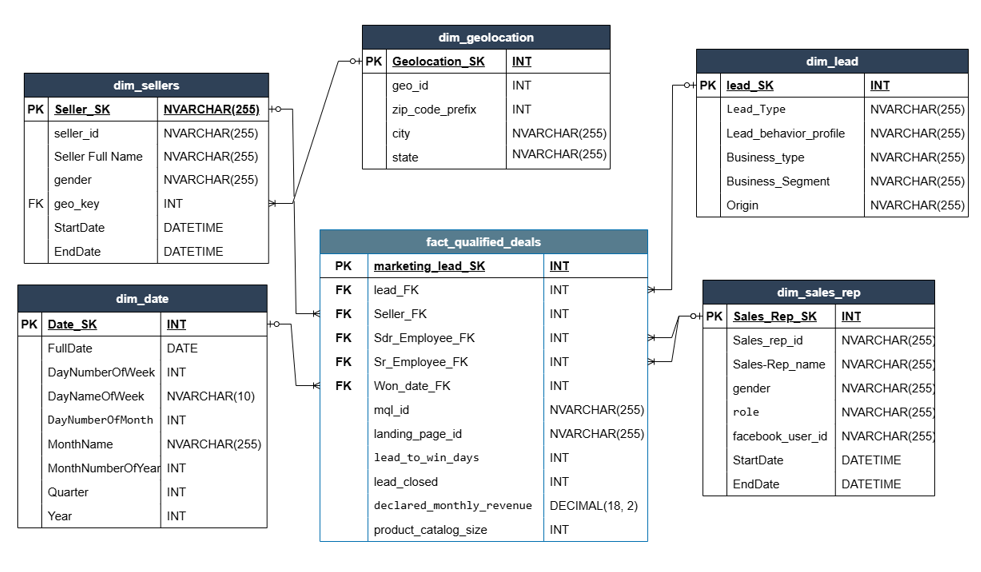 dim_geolocation
PK Geolocation_SK INT
geo_id INT
zip_code_prefix INT
city NVARCHAR(255)
state NVARCHAR(255)
dim_lead
PK lead_SK INT
Lead_Type NVARCHAR(255)
Lead_behavior_profile NVARCHAR(255)
Business_type NVARCHAR(255)
Business_Segment NVARCHAR(255)
Origin NVARCHAR(255)
dim_sellers
PK Seller_SK NVARCHAR(255)
seller_id NVARCHAR(255)
Seller Full Name NVARCHAR(255)
gender NVARCHAR(255)
FK geo_key INT
StartDate DATETIME
EndDate DATETIME
fact_qualified_deals
PK marketing_lead_SK INT
FK lead_FK INT
FK Seller_FK INT
FK Sdr_Employee_FK INT
FK Sr_Employee_FK INT
FK Won_date_FK INT
mql_id NVARCHAR(255)
landing_page_id NVARCHAR(255)
lead_to_win_days INT
lead_closed INT
declared_monthly_revenue DECIMAL(18, 2)
product_catalog_size INT
dim_date
PK Date_SK INT
FullDate DATE
DayNumberOfWeek INT
DayNameOfWeek NVARCHAR(10)
DayNumberOfMonth INT
MonthName NVARCHAR(255)
MonthNumberOfYear INT
Quarter INT
Year INT
dim_sales_rep
PK Sales_Rep_SK INT
Sales_rep_id NVARCHAR(255)
Sales-Rep_name NVARCHAR(255)
gender NVARCHAR(255)
role NVARCHAR(255)
facebook_user_id NVARCHAR(255)
StartDate DATETIME
EndDate DATETIME